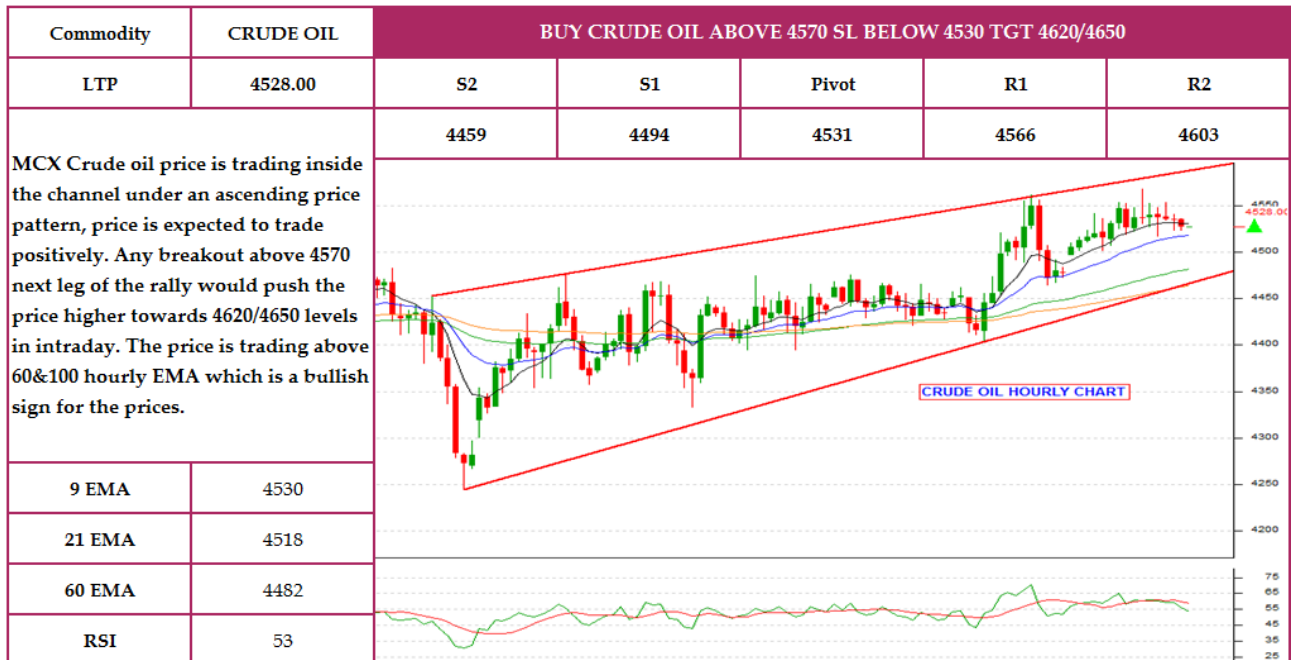 Commodity CRUDE OIL BUY CRUDE OIL ABOVE 4570 SL BELOW 4530 TGT 4620/4650
LTP 4528.00 S2 S1 Pivot R1 R2
4459 4494 4531 4566 4603
MCX Crude oil price is trading inside
the channel under an ascending price
pattern, price is expected to trade
positively. Any breakout above 4570
next leg of the rally would push the
price higher towards 4620/4650 levels
in intraday. The price is trading above
60&100 hourly EMA which is a bullish
sign for the prices.
9 EMA 4530
21 EMA 4518
60 EMA 4482
RSI 53
4550
4528.00
4500
4450
4400
4350
CRUDE OIL HOURLY CHART
4300
4250
4200
75
65
55
45
35
25